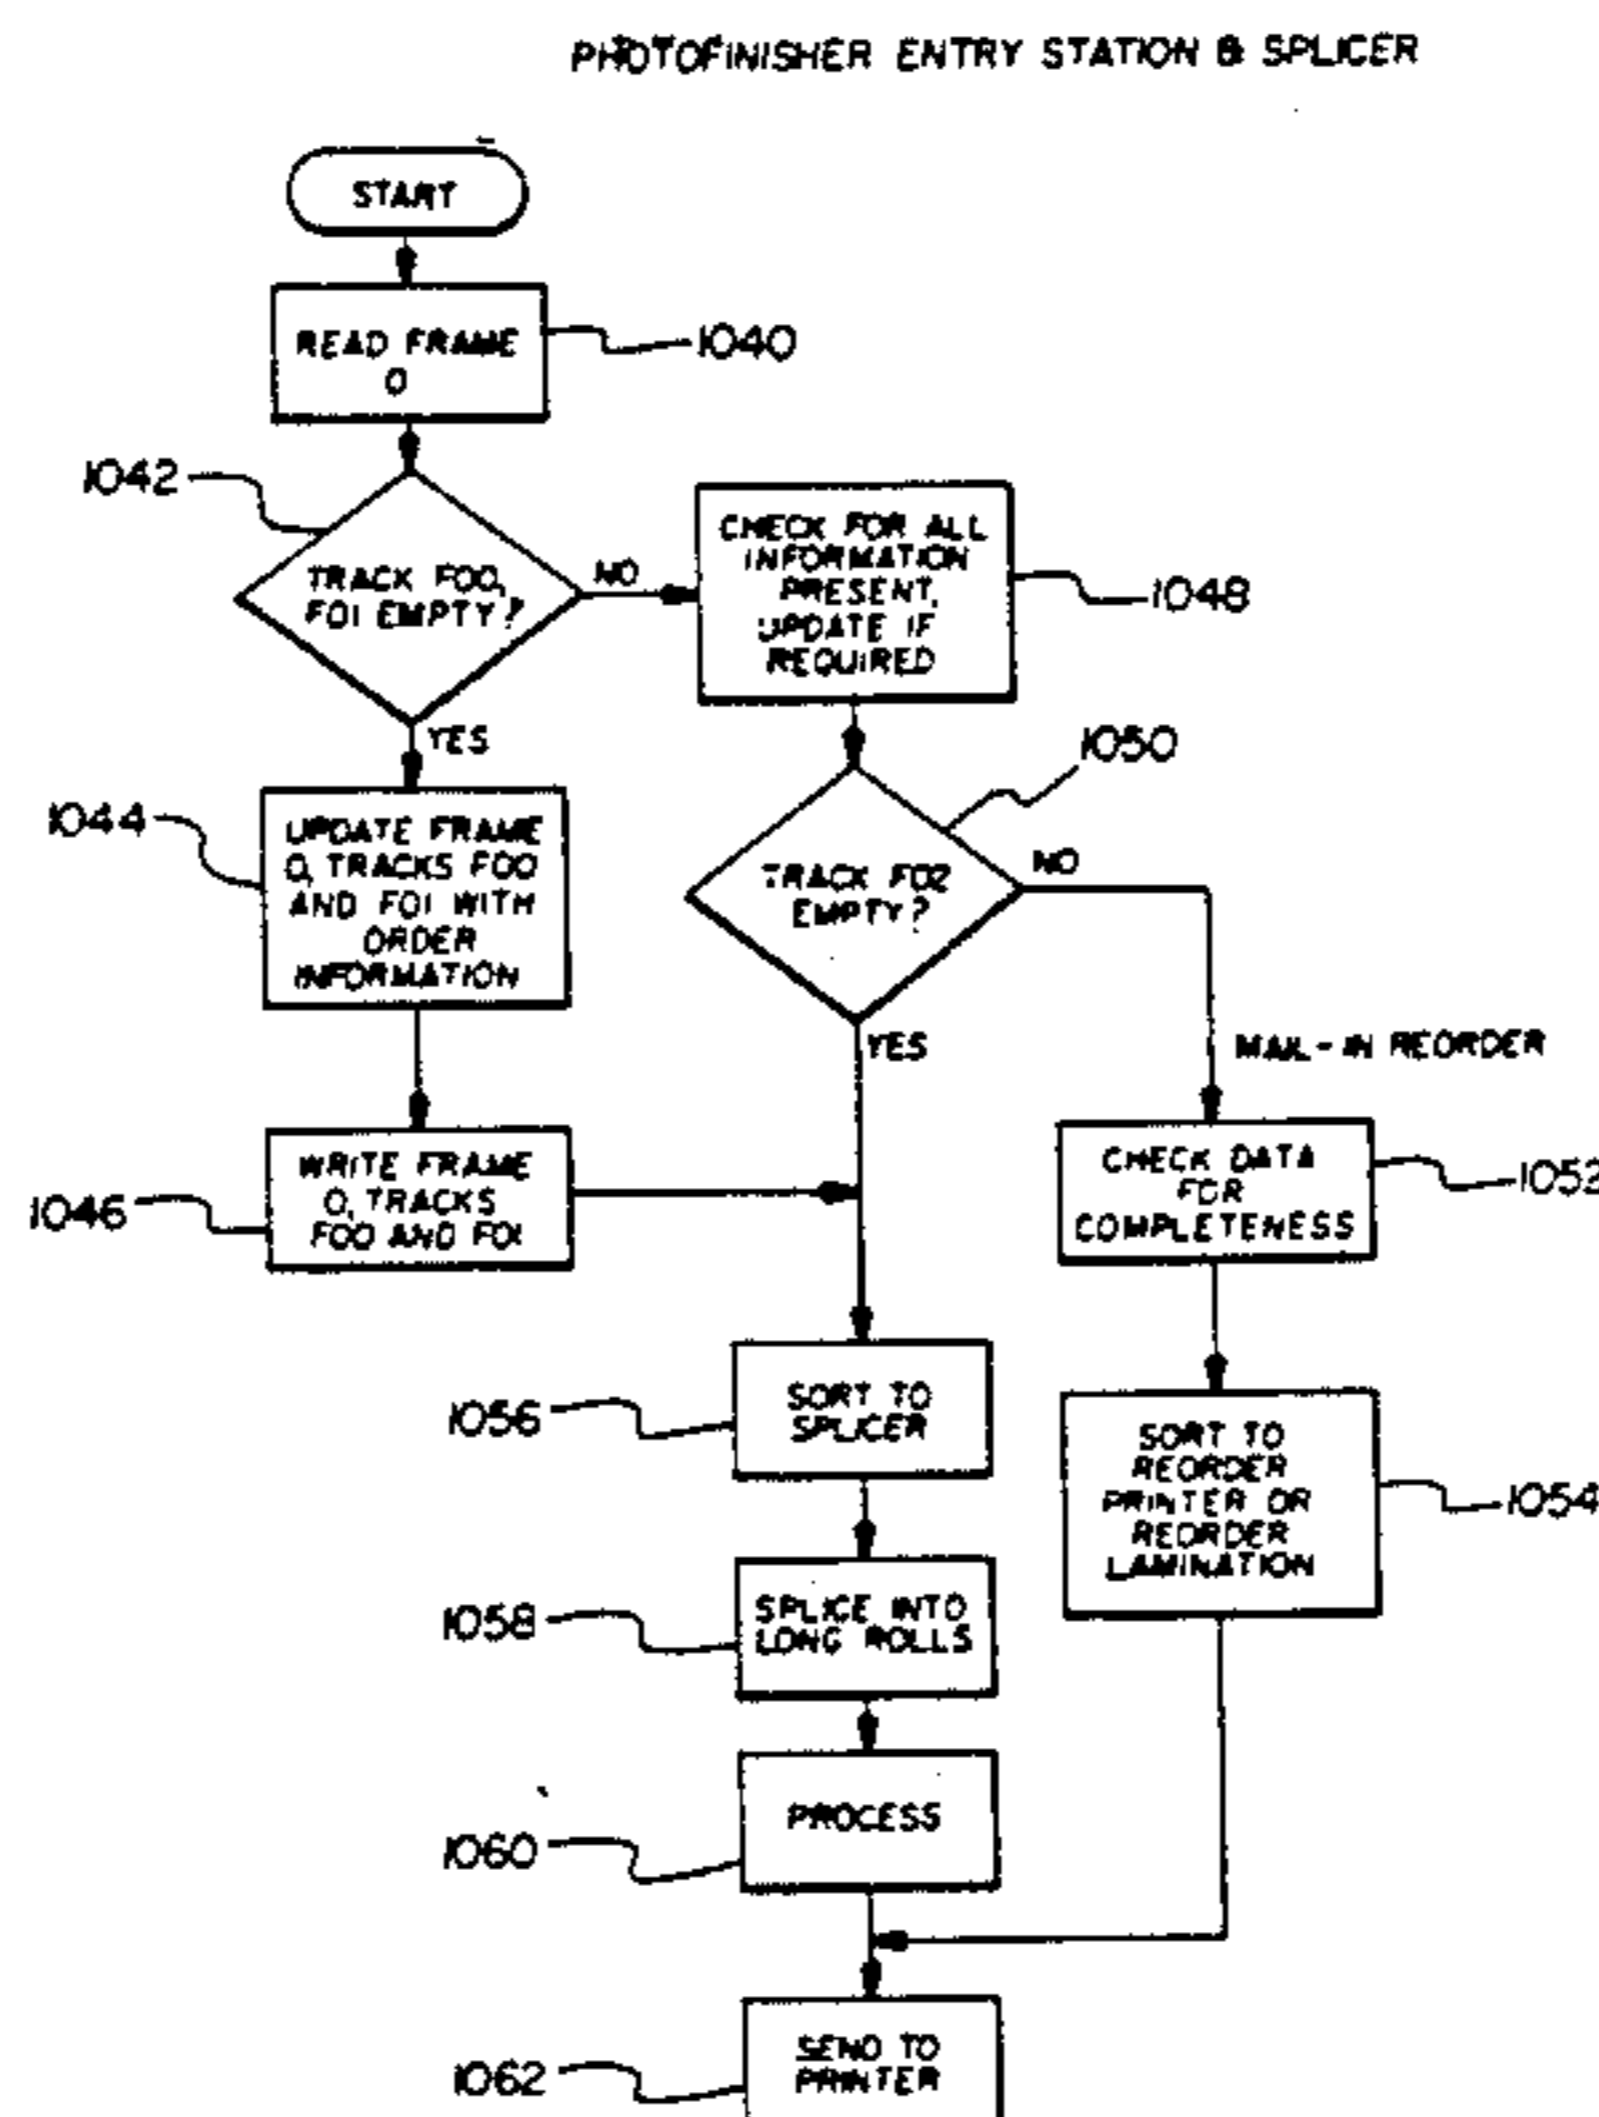 PHOTOFINISHER ENTRY STATION & SPLICER
START
READ FRAME
0
1040
1042
TRACK F00,
F01 EMPTY?
NO
YES
CHECK FOR ALL
INFORMATION
PRESENT,
UPDATE IF
REQUIRED
1048
1044
UPDATE FRAME
0, TRACKS F00
AND F01 WITH
ORDER
INFORMATION
1050
TRACK F02
EMPTY?
NO
YES
MAIL-IN REORDER
1046
WRITE FRAME
0, TRACKS
F00 AND F01
CHECK DATA
FOR
COMPLETENESS
1052
1056
SORT TO
SPLICER
SORT TO
REORDER
PRINTER OR
REORDER
LAMINATION
1054
1058
SPLICE INTO
LONG ROLLS
1060
PROCESS
1062
SEND TO
PRINTER